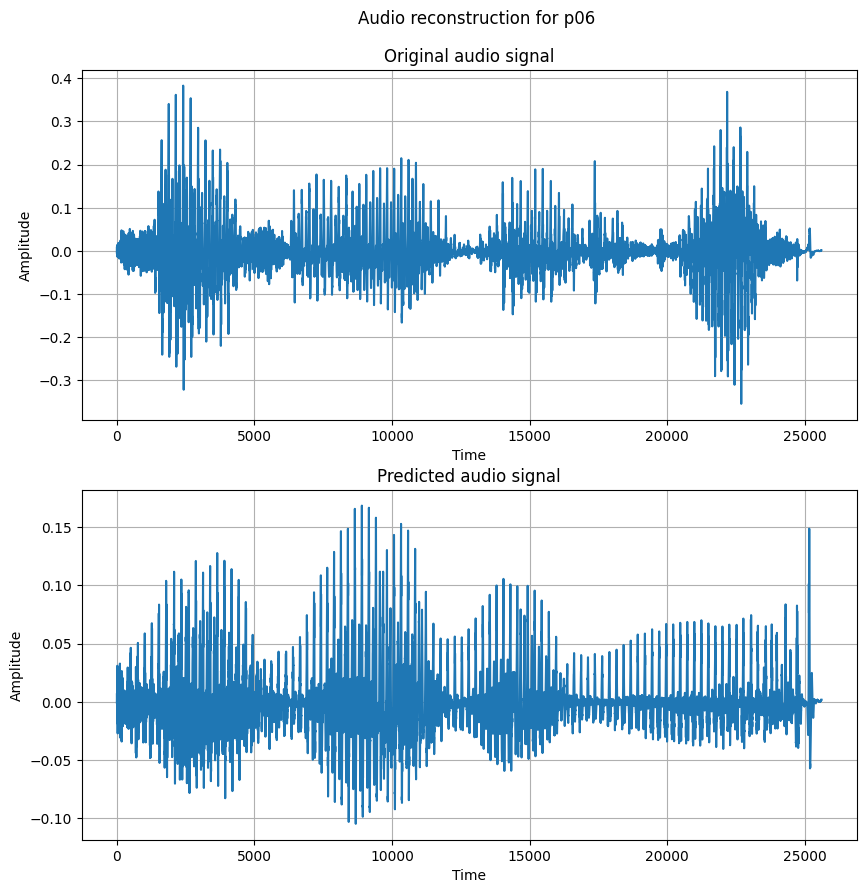 Audio reconstruction for p06
Original audio signal
0.4
0.3
0.2
0.1
0.0
−0.1
−0.2
−0.3
Amplitude
0 5000 10000 15000 20000 25000
Time
Predicted audio signal
0.15
0.10
0.05
0.00
−0.05
−0.10
Amplitude
0 5000 10000 15000 20000 25000
Time